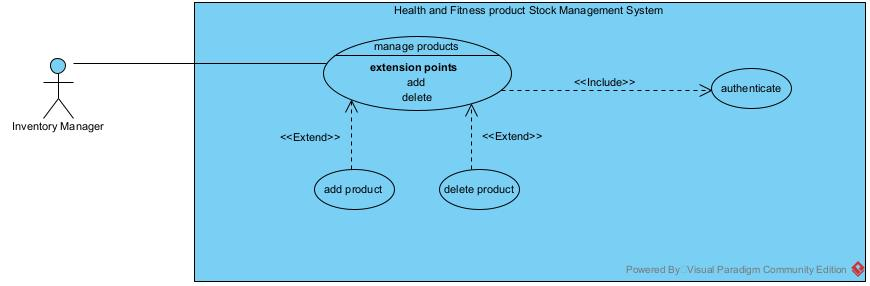 Health and Fitness product Stock Management System
manage products
extension points
add
delete
<<Include>>
authenticate
Inventory Manager
<<Extend>>
<<Extend>>
add product
delete product
Powered By Visual Paradigm Community Edition